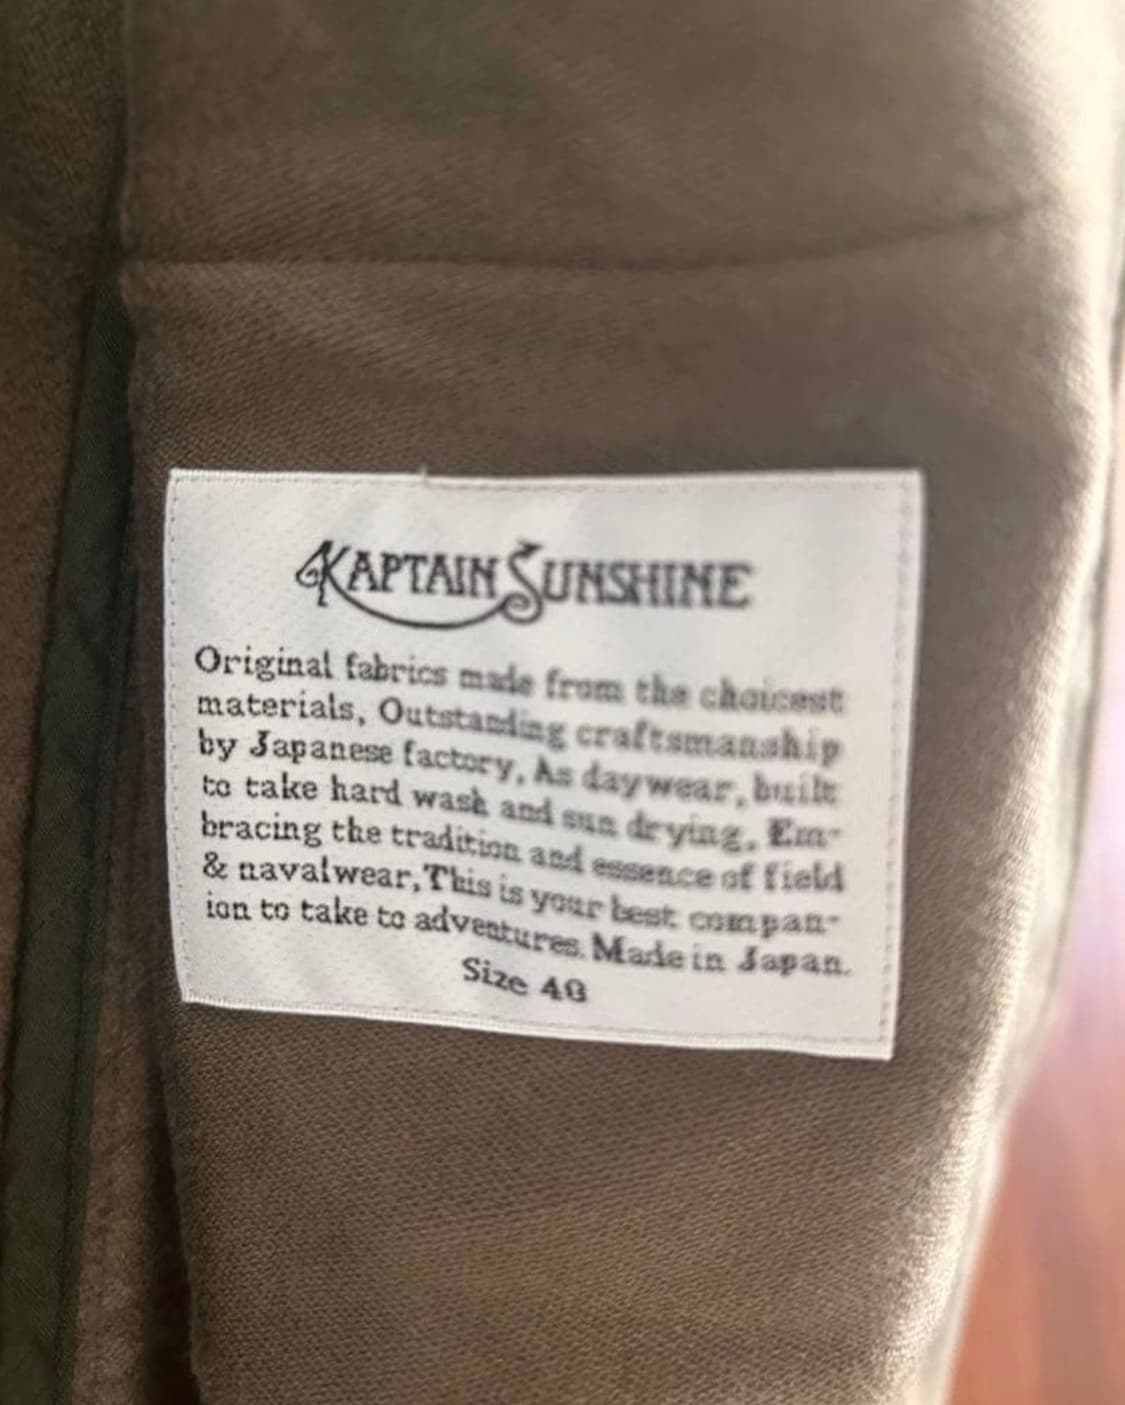 KAPTAIN SUNSHINE
Original fabrics made from the choicest
materials, Outstanding craftsmanship
by Japanese factory, As daywear, built
to take hard wash and sun drying. Em-
bracing the tradition and essence of field
& navalwear, This is your best compan-
ion to take to adventures. Made in Japan.
Size